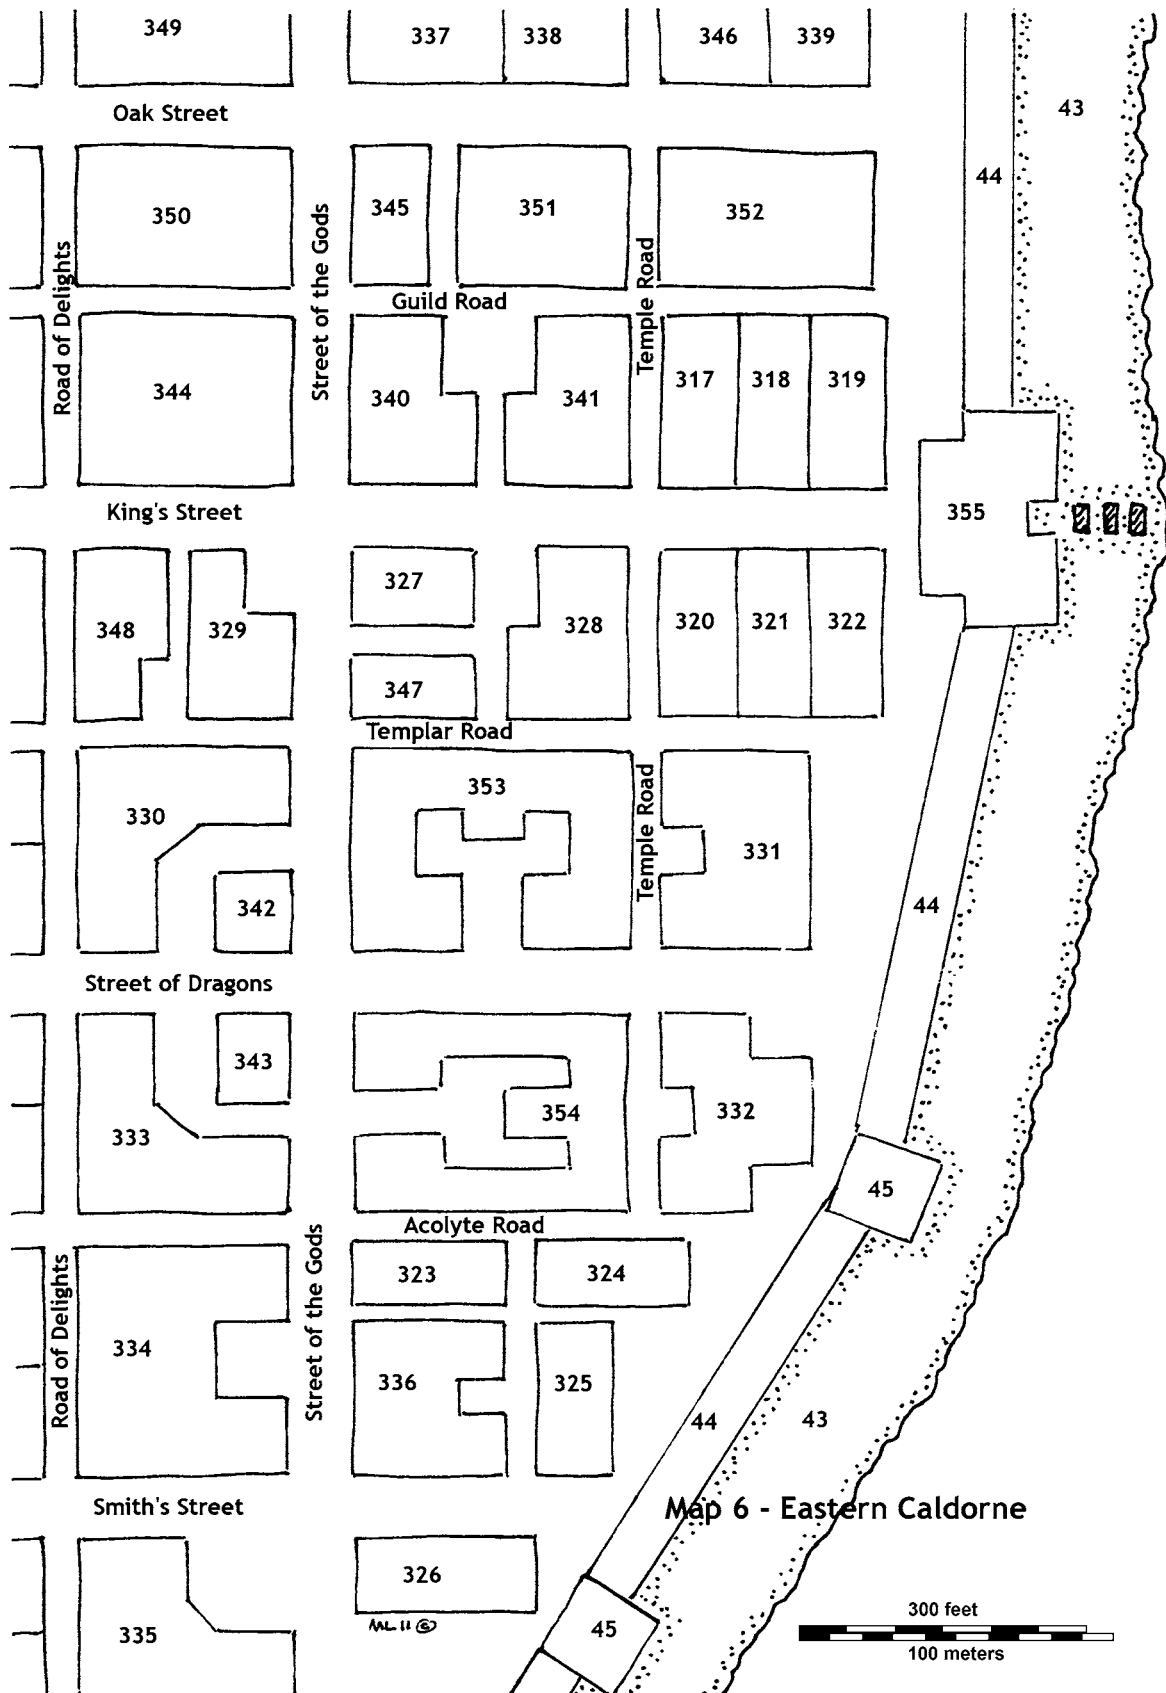 349
337
338
346
339
43
Oak Street
44
350
345
351
352
Road of Delights
Street of the Gods
Guild Road
Temple Road
344
340
341
317
318
319
King's Street
355
348
329
327
328
320
321
322
347
Templar Road
330
353
Temple Road
331
342
44
Street of Dragons
343
333
354
332
45
Acolyte Road
Road of Delights
Street of the Gods
323
324
334
336
325
44
43
Smith's Street
Map 6 - Eastern Caldorne
326
ML 11 ©
335
45
300 feet
100 meters